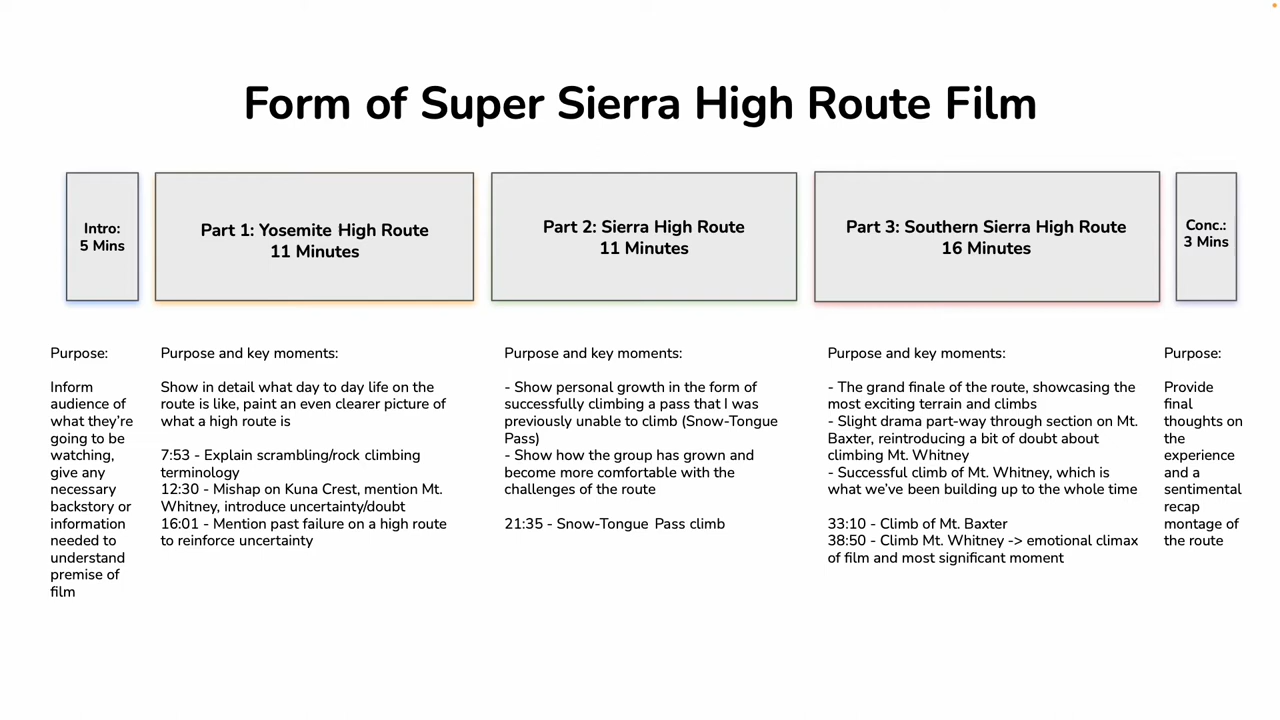 Form of Super Sierra High Route Film
Intro:
5 Mins
Part 1: Yosemite High Route
11 Minutes
Part 2: Sierra High Route
11 Minutes
Part 3: Southern Sierra High Route
16 Minutes
Conc.:
3 Mins
Purpose:
Inform
audience of
what they're
going to be
watching,
give any
necessary
backstory or
information
needed to
understand
premise of
film
Purpose and key moments:
Show in detail what day to day life on the
route is like, paint an even clearer picture of
what a high route is
7:53 - Explain scrambling/rock climbing
terminology
12:30 - Mishap on Kuna Crest, mention Mt.
Whitney, introduce uncertainty/doubt
16:01 - Mention past failure on a high route
to reinforce uncertainty
Purpose and key moments:
- Show personal growth in the form of
successfully climbing a pass that I was
previously unable to climb (Snow-Tongue
Pass)
- Show how the group has grown and
become more comfortable with the
challenges of the route
21:35 - Snow-Tongue Pass climb
Purpose and key moments:
- The grand finale of the route, showcasing the
most exciting terrain and climbs
- Slight drama part-way through section on Mt.
Baxter, reintroducing a bit of doubt about
climbing Mt. Whitney
- Successful climb of Mt. Whitney, which is
what we've been building up to the whole time
33:10 - Climb of Mt. Baxter
38:50 - Climb Mt. Whitney -> emotional climax
of film and most significant moment
Purpose:
Provide
final
thoughts on
the
experience
and a
sentimental
recap
montage of
the route